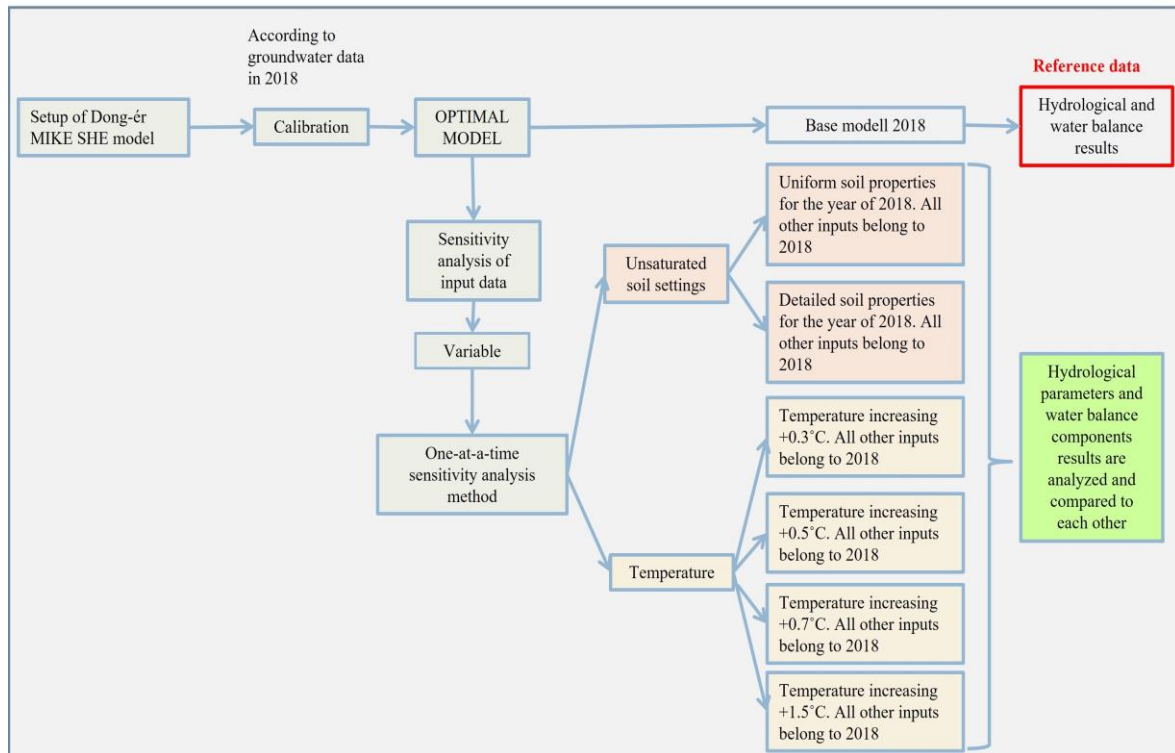 According to
groundwater data
in 2018
Reference data
Setup of Dong-ér
MIKE SHE model
Calibration
OPTIMAL
MODEL
Base modell 2018
Hydrological and
water balance
results
Sensitivity
analysis of
input data
Variable
One-at-a-time
sensitivity analysis
method
Unsaturated
soil settings
Uniform soil properties
for the year of 2018. All
other inputs belong to
2018
Detailed soil properties
for the year of 2018. All
other inputs belong to
2018
Temperature
Temperature increasing
+0.3˚C. All other inputs
belong to 2018
Temperature increasing
+0.5˚C. All other inputs
belong to 2018
Temperature increasing
+0.7˚C. All other inputs
belong to 2018
Temperature increasing
+1.5˚C. All other inputs
belong to 2018
Hydrological
parameters and
water balance
components
results are
analyzed and
compared to
each other